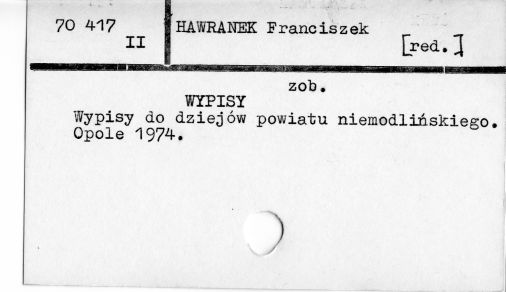 70 417
II
HAWRANEK Franciszek
[red.]
zob.
WYPISY
Wypisy do dziejów powiatu niemodlińskiego.
Opole 1974.